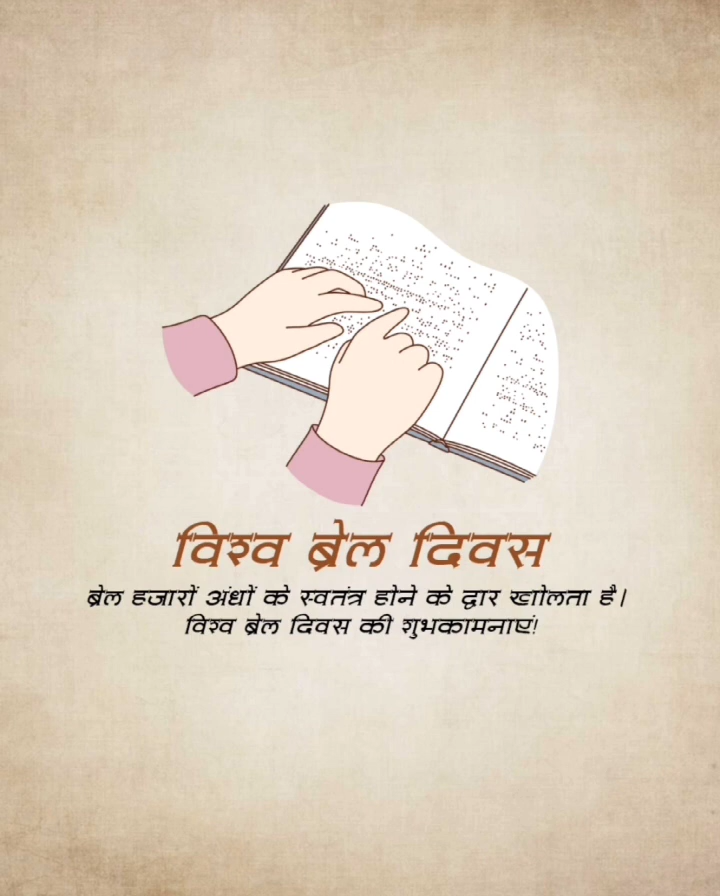 विश्व ब्रेल दिवस
ब्रेल हजारों अंधों के स्वतंत्र होने के द्वार खोलता है।
विश्व ब्रेल दिवस की शुभकामनाएं!